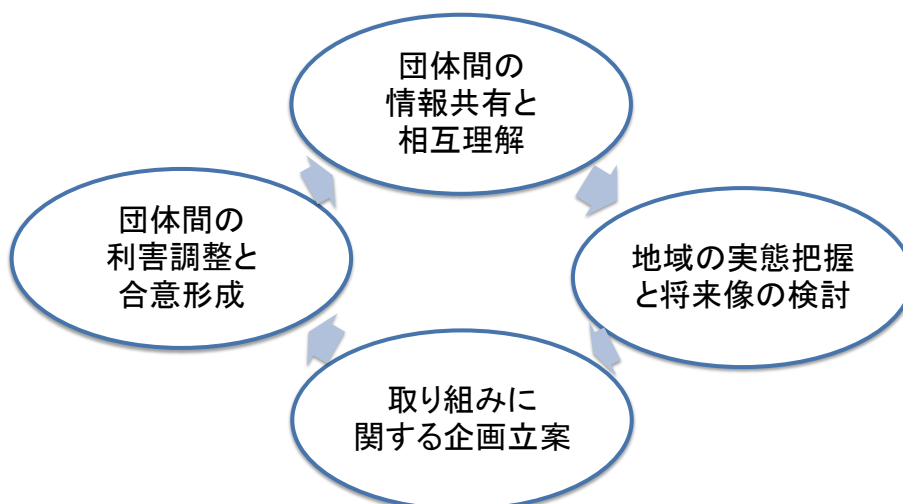 団体間の
情報共有と
相互理解
団体間の
利害調整と
合意形成
地域の実態把握
と将来像の検討
取り組みに
関する企画立案